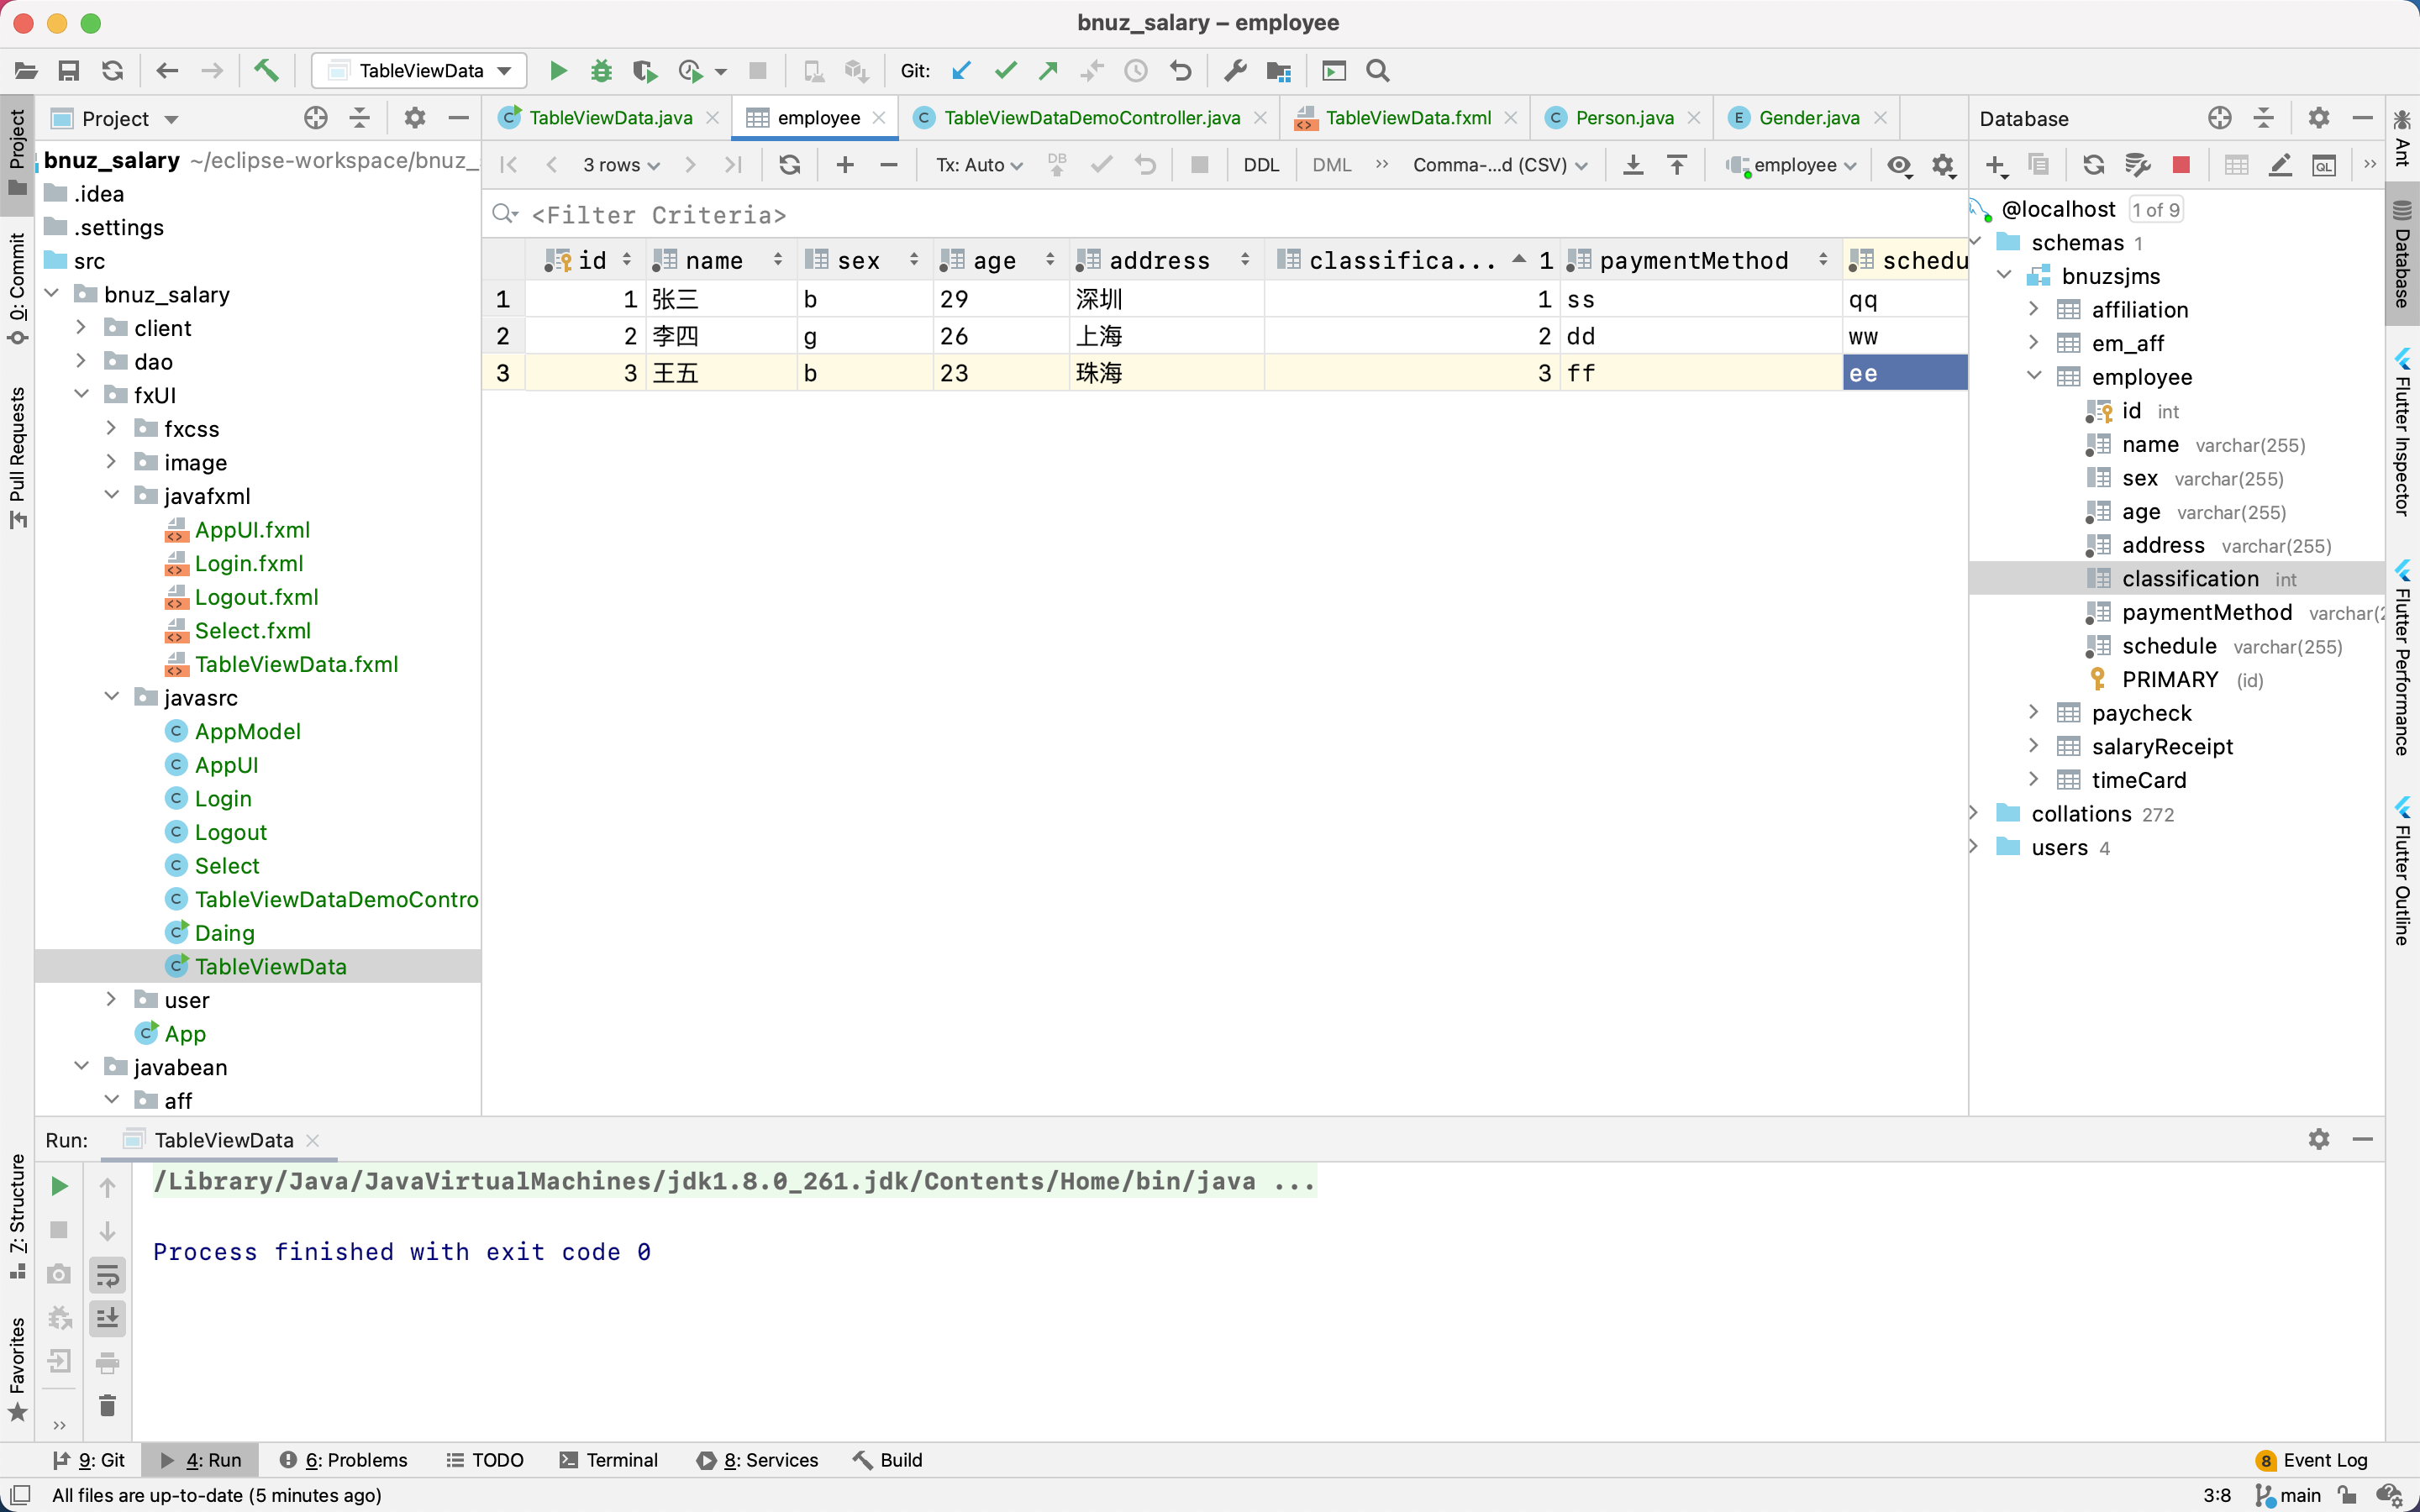 bnuz_salary – employee
TableViewData
Git:
Project
TableViewData.java
employee
TableViewDataDemoController.java
TableViewData.fxml
Person.java
Gender.java
Database
3 rows
Tx: Auto
DB
DDL
DML
Comma-...d (CSV)
employee
QL
<Filter Criteria>
id name sex age address classifica... 1 paymentMethod schedu
1 1 张三 b 29 深圳 1 ss qq
2 2 李四 g 26 上海 2 dd ww
3 3 王五 b 23 珠海 3 ff ee
bnuz_salary ~/eclipse-workspace/bnuz_
.idea
.settings
src
bnuz_salary
client
dao
fxUI
fxcss
image
javafxml
AppUI.fxml
Login.fxml
Logout.fxml
Select.fxml
TableViewData.fxml
javasrc
AppModel
AppUI
Login
Logout
Select
TableViewDataDemoContro
Daing
TableViewData
user
App
javabean
aff
@localhost 1 of 9
schemas 1
bnuzsjms
affiliation
em_aff
employee
id int
name varchar(255)
sex varchar(255)
age varchar(255)
address varchar(255)
classification int
paymentMethod varchar(2
schedule varchar(255)
PRIMARY (id)
paycheck
salaryReceipt
timeCard
collations 272
users 4
Project
0: Commit
Pull Requests
Z: Structure
Favorites
Ant
Database
Flutter Inspector
Flutter Performance
Flutter Outline
Run: TableViewData
/Library/Java/JavaVirtualMachines/jdk1.8.0_261.jdk/Contents/Home/bin/java ...
Process finished with exit code 0
9: Git
4: Run
6: Problems
TODO
Terminal
8: Services
Build
8 Event Log
All files are up-to-date (5 minutes ago)
3:8
main